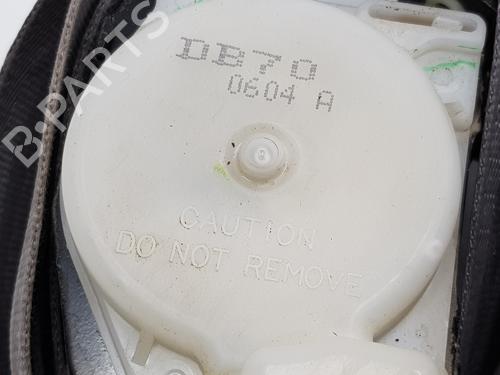 DB70
0604 A
CAUTION
DO NOT REMOVE
B-PARTS